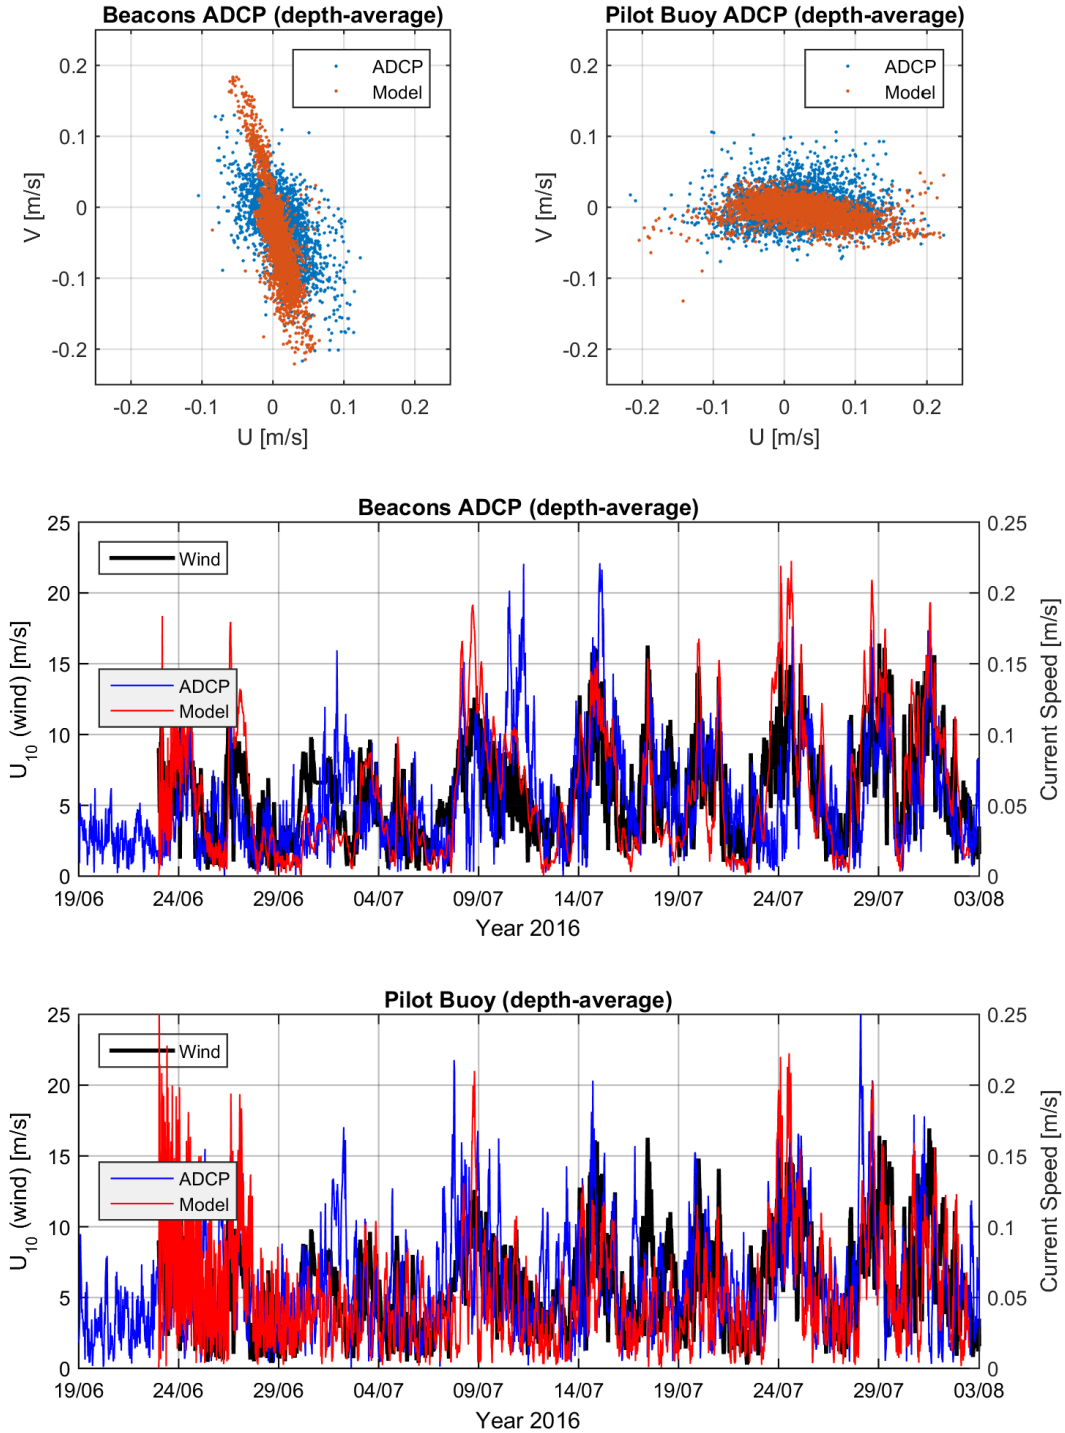 Beacons ADCP (depth-average)
0.2
0.1
0
-0.1
-0.2
V [m/s]
-0.2 -0.1 0 0.1 0.2
U [m/s]
ADCP
Model
Pilot Buoy ADCP (depth-average)
0.2
0.1
0
-0.1
-0.2
V [m/s]
-0.2 -0.1 0 0.1 0.2
U [m/s]
ADCP
Model
Beacons ADCP (depth-average)
25 0.25
20 0.2
15 0.15
10 0.1
5 0.05
0 0
U10 (wind) [m/s]
Current Speed [m/s]
Wind
ADCP
Model
19/06 24/06 29/06 04/07 09/07 14/07 19/07 24/07 29/07 03/08
Year 2016
Pilot Buoy (depth-average)
25 0.25
20 0.2
15 0.15
10 0.1
5 0.05
0 0
U10 (wind) [m/s]
Current Speed [m/s]
Wind
ADCP
Model
19/06 24/06 29/06 04/07 09/07 14/07 19/07 24/07 29/07 03/08
Year 2016